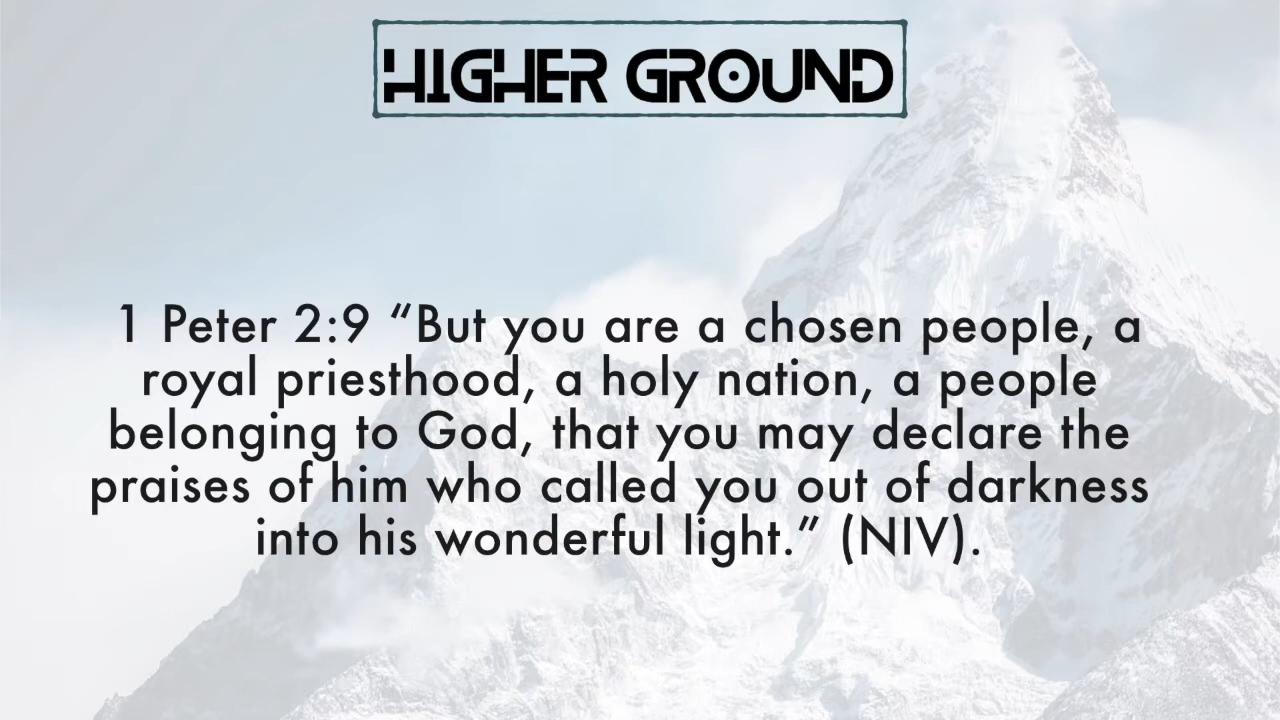 HIGHER GROUND
1 Peter 2:9 “But you are a chosen people, a
royal priesthood, a holy nation, a people
belonging to God, that you may declare the
praises of him who called you out of darkness
into his wonderful light.” (NIV).